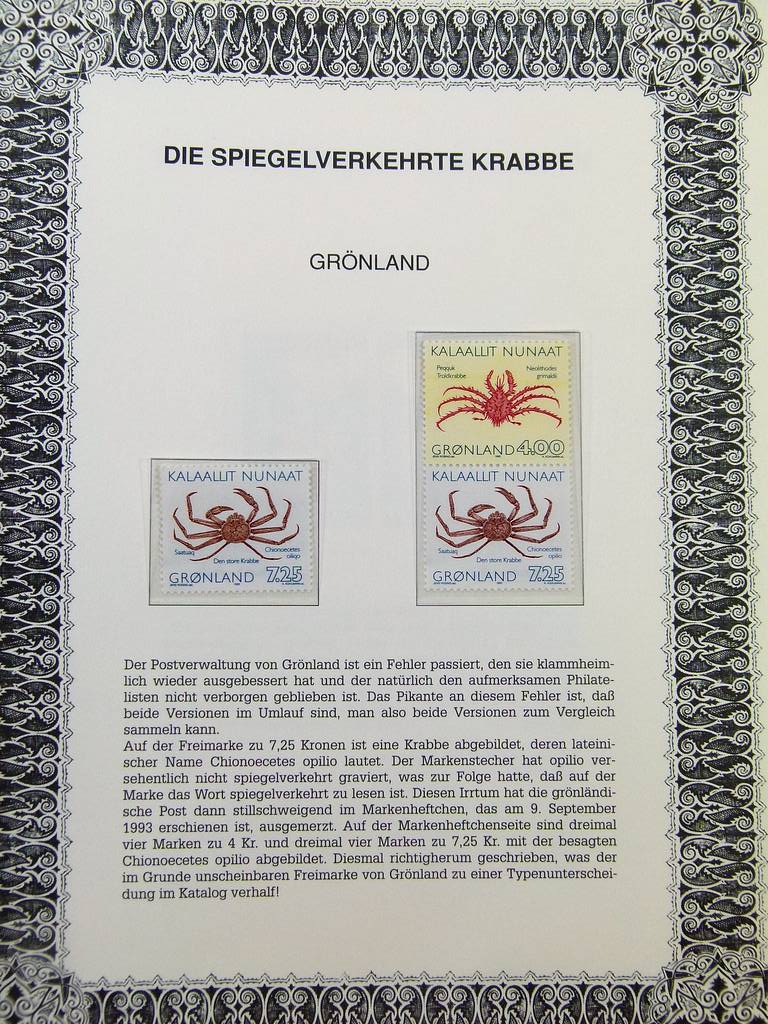 DIE SPIEGELVERKEHRTE KRABBE
GRÖNLAND
KALAALLIT NUNAAT
Saattuaq
Chionoecetes
oiliqo
Den store Krabbe
GRØNLAND 7.25
KALAALLIT NUNAAT
Peqquk
Troldkrabbe
Neolithodes
grimaldii
GRØNLAND 4.00
KALAALLIT NUNAAT
Saattuaq
Chionoecetes
opilio
Den store Krabbe
GRØNLAND 7.25
Der Postverwaltung von Grönland ist ein Fehler passiert, den sie klammheim-
lich wieder ausgebessert hat und der natürlich den aufmerksamen Philate-
listen nicht verborgen geblieben ist. Das Pikante an diesem Fehler ist, daß
beide Versionen im Umlauf sind, man also beide Versionen zum Vergleich
sammeln kann.
Auf der Freimarke zu 7,25 Kronen ist eine Krabbe abgebildet, deren lateini-
scher Name Chionoecetes opilio lautet. Der Markenstecher hat opilio ver-
sehentlich nicht spiegelverkehrt graviert, was zur Folge hatte, daß auf der
Marke das Wort spiegelverkehrt zu lesen ist. Diesen Irrtum hat die grönländi-
sche Post dann stillschweigend im Markenheftchen, das am 9. September
1993 erschienen ist, ausgemerzt. Auf der Markenheftchenseite sind dreimal
vier Marken zu 4 Kr. und dreimal vier Marken zu 7,25 Kr. mit der besagten
Chionoecetes opilio abgebildet. Diesmal richtigherum geschrieben, was der
im Grunde unscheinbaren Freimarke von Grönland zu einer Typenunterschei-
dung im Katalog verhalf!